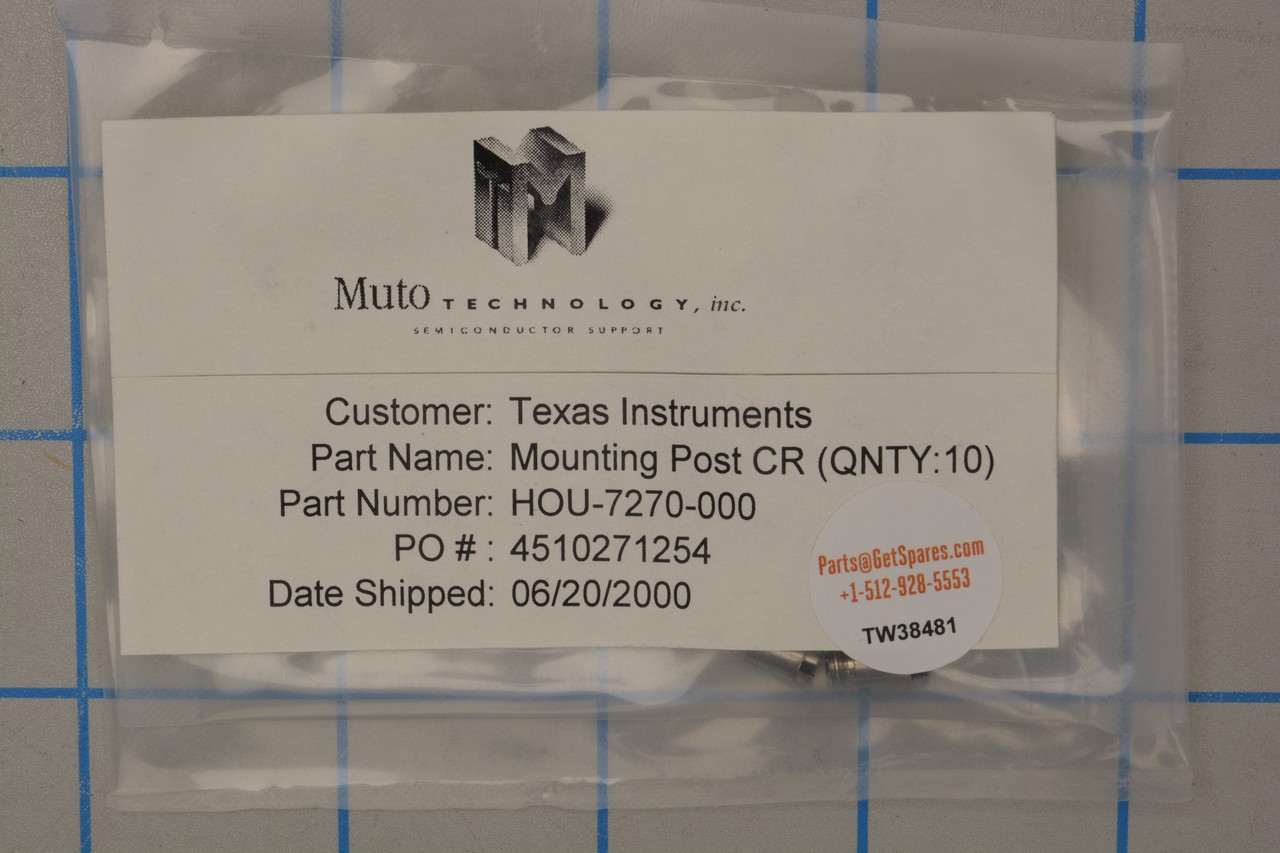 TM
Muto TECHNOLOGY, inc.
SEMICONDUCTOR SUPPORT
Customer: Texas Instruments
Part Name: Mounting Post CR (QNTY:10)
Part Number: HOU-7270-000
PO # : 4510271254
Date Shipped: 06/20/2000
Parts@GetSpares.com
+1-512-928-5553
TW38481